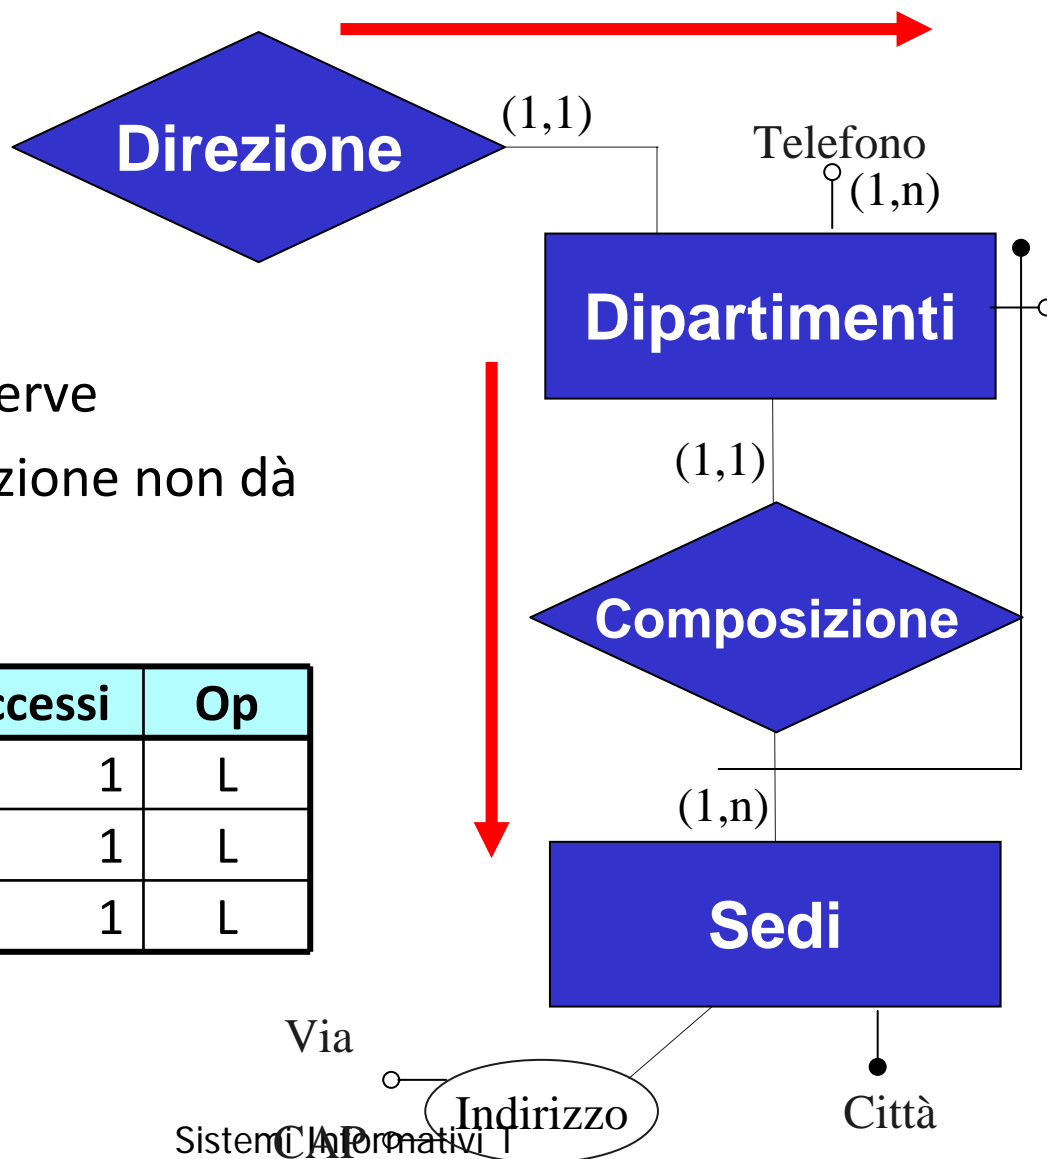 Direzione
(1,1)
Telefono
(1,n)
Dipartimenti
erve
zione non dà
(1,1)
Composizione
ccessi Op
1 L
1 L
1 L
(1,n)
Sedi
Via
Indirizzo
Città
CAP
Sistemi Informativi T